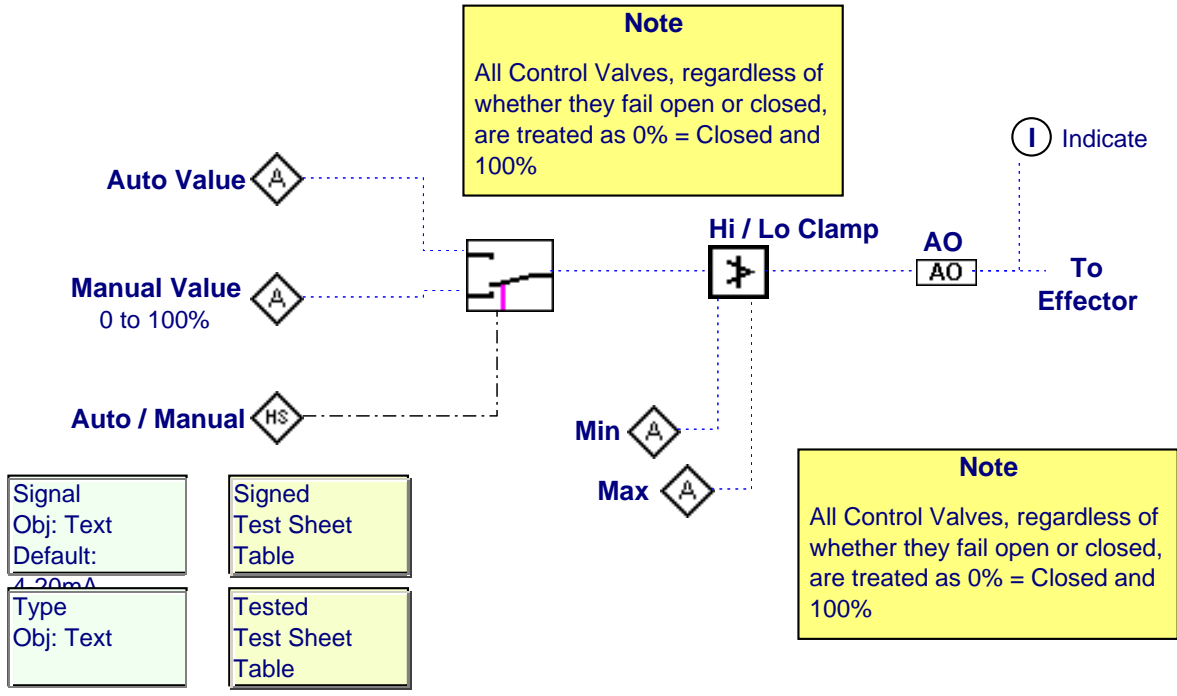 Note
All Control Valves, regardless of
whether they fail open or closed,
are treated as 0% = Closed and
100%
I Indicate
Auto Value A
Hi / Lo Clamp
AO
AO
To
Effector
Manual Value A
0 to 100%
Auto / Manual HS
Min A
Max A
Note
All Control Valves, regardless of
whether they fail open or closed,
are treated as 0% = Closed and
100%
Signal
Obj: Text
Default:
4-20mA
Signed
Test Sheet
Table
Type
Obj: Text
Tested
Test Sheet
Table